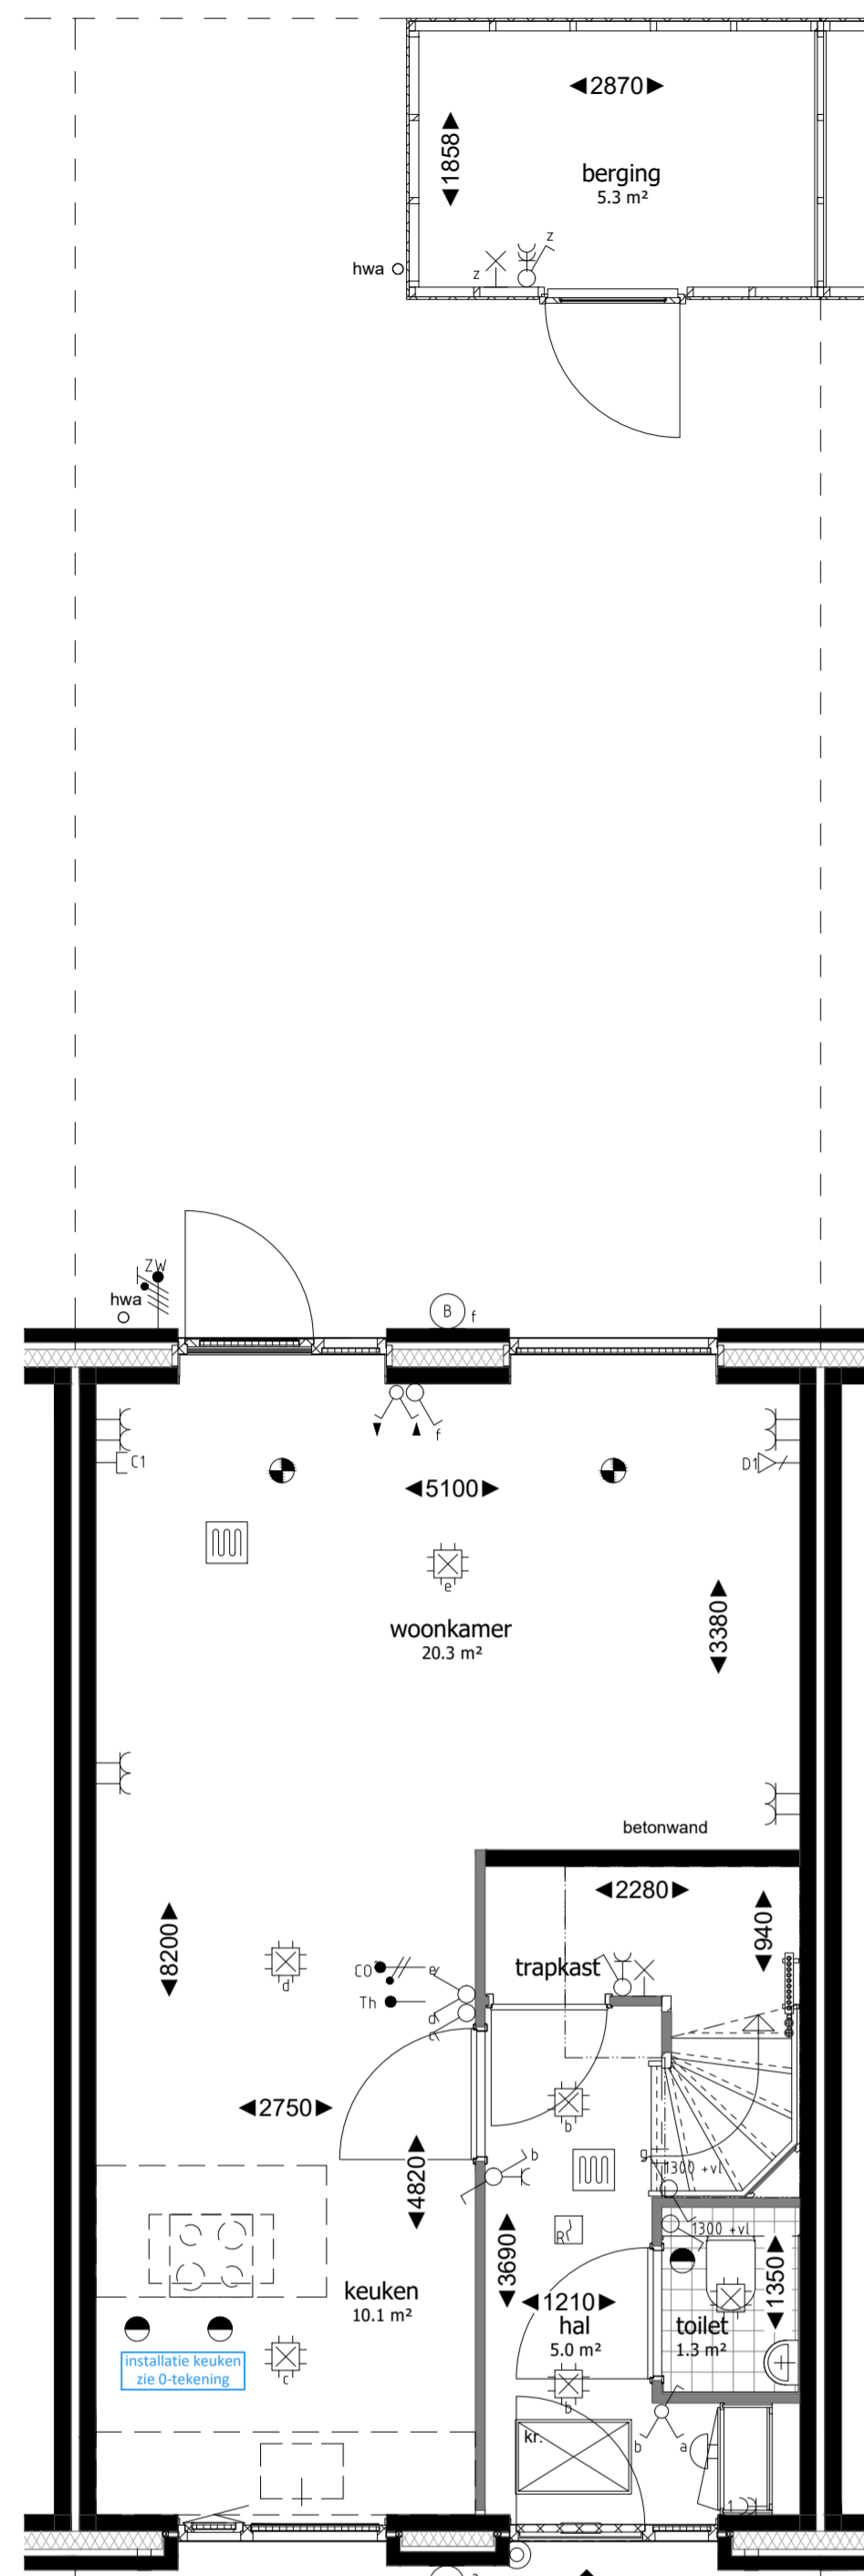 2870
1858
berging
5.3 m²
z
z
hwa
ZW
hwa
B
f
f
C1
D1
5100
e
woonkamer
20.3 m²
3380
betonwand
2280
940
8200
trapkast
d
CO
e
Th
d
c
2750
b
4820
b
g
1300 +vl
1300 +vl
R
3690
1350
keuken
10.1 m²
1210
hal
5.0 m²
toilet
1.3 m²
installatie keuken
zie 0-tekening
c
b
kr.
b
a
1